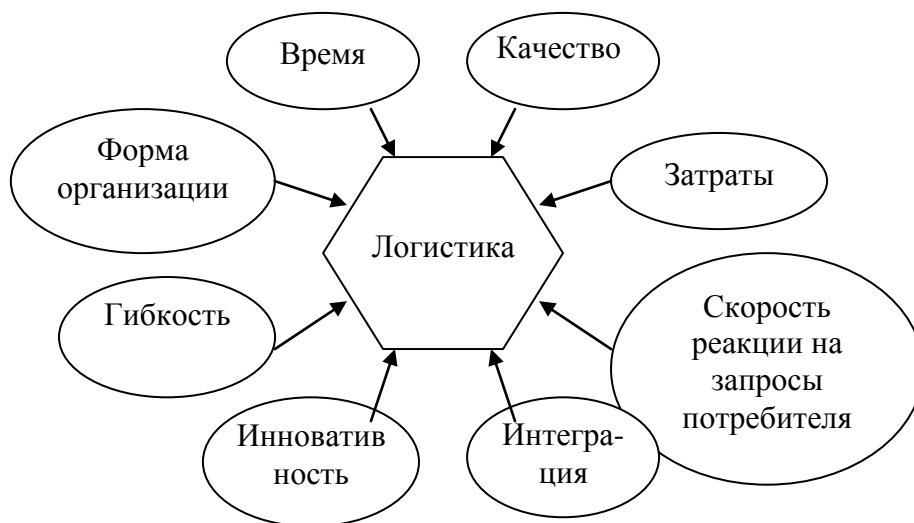 Время
Качество
Форма
организации
Затраты
Логистика
Гибкость
Скорость
реакции на
запросы
потребителя
Инноватив
ность
Интегра-
ция